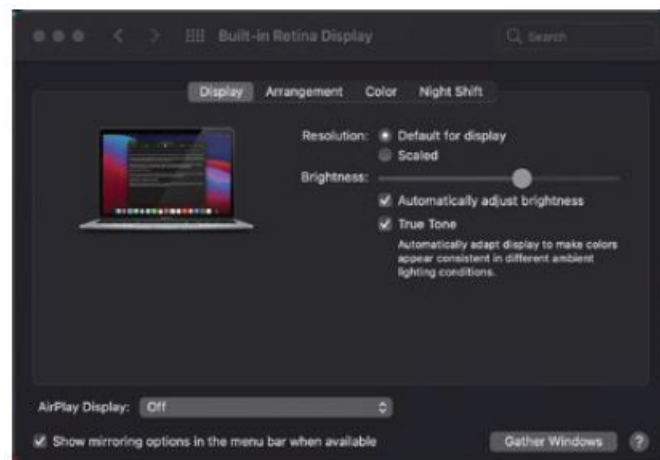 Built-in Retina Display
Search
Display Arrangement Color Night Shift
Resolution: Default for display
Scaled
Brightness:
Automatically adjust brightness
True Tone
Automatically adapt display to make colors
appear consistent in different ambient
lighting conditions.
AirPlay Display: Off
Show mirroring options in the menu bar when available
Gather Windows ?